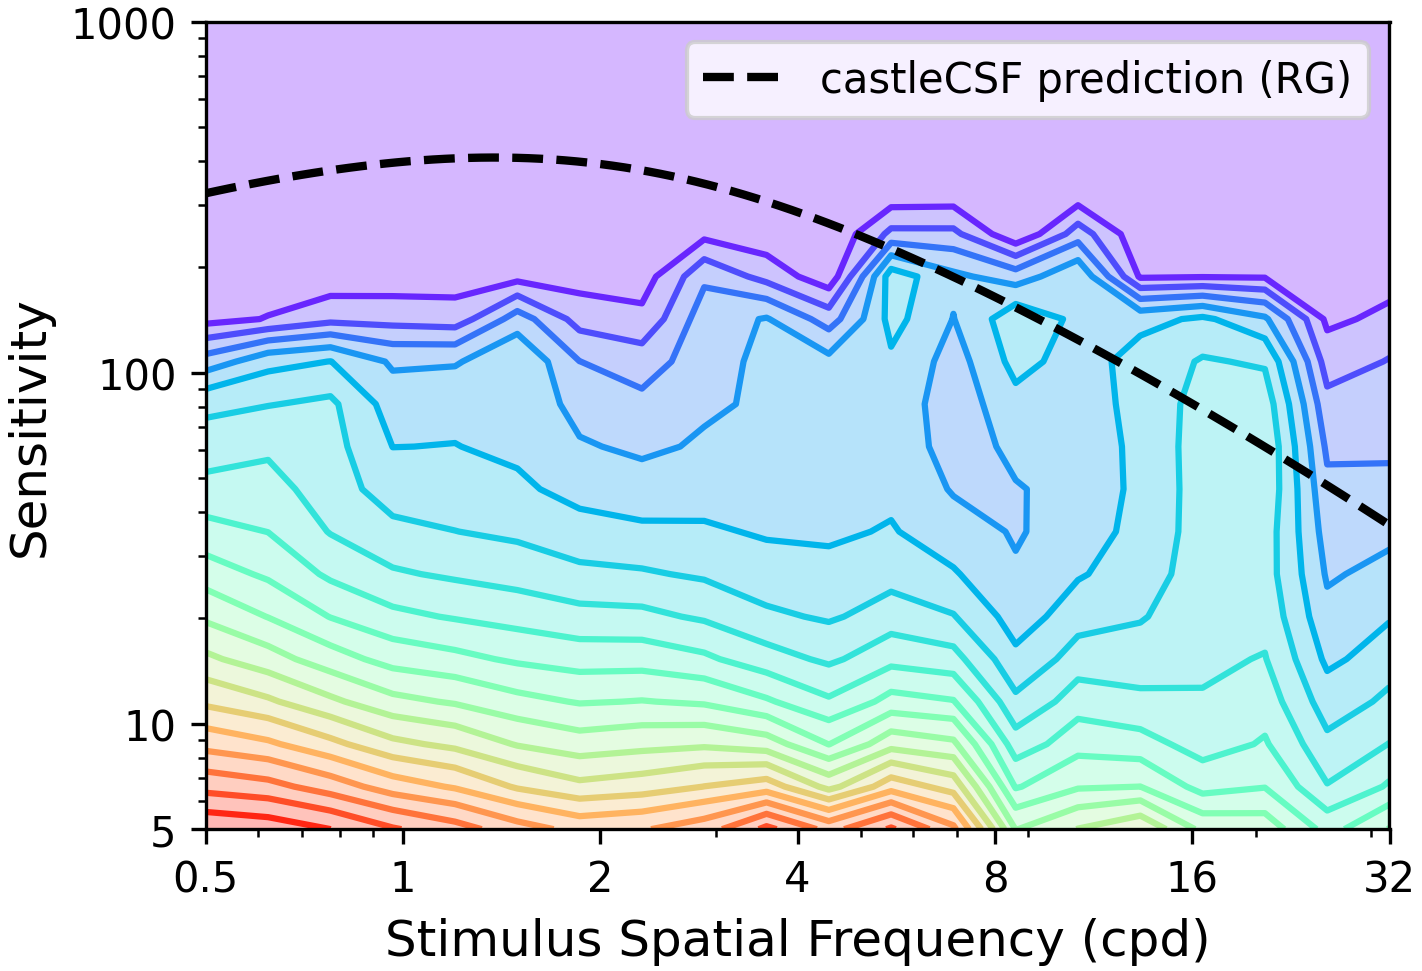 1000
100
10
5
Sensitivity
castleCSF prediction (RG)
0.5 1 2 4 8 16 32
Stimulus Spatial Frequency (cpd)